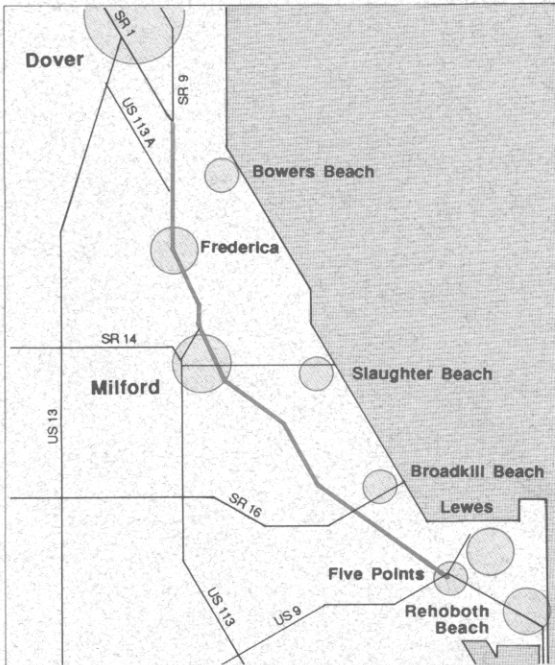 SR 1
Dover
SR 9
US 113 A
Bowers Beach
Frederica
SR 14
Milford
Slaughter Beach
US 13
Broadkill Beach
SR 16
Lewes
Five Points
US 113
US 9
Rehoboth
Beach